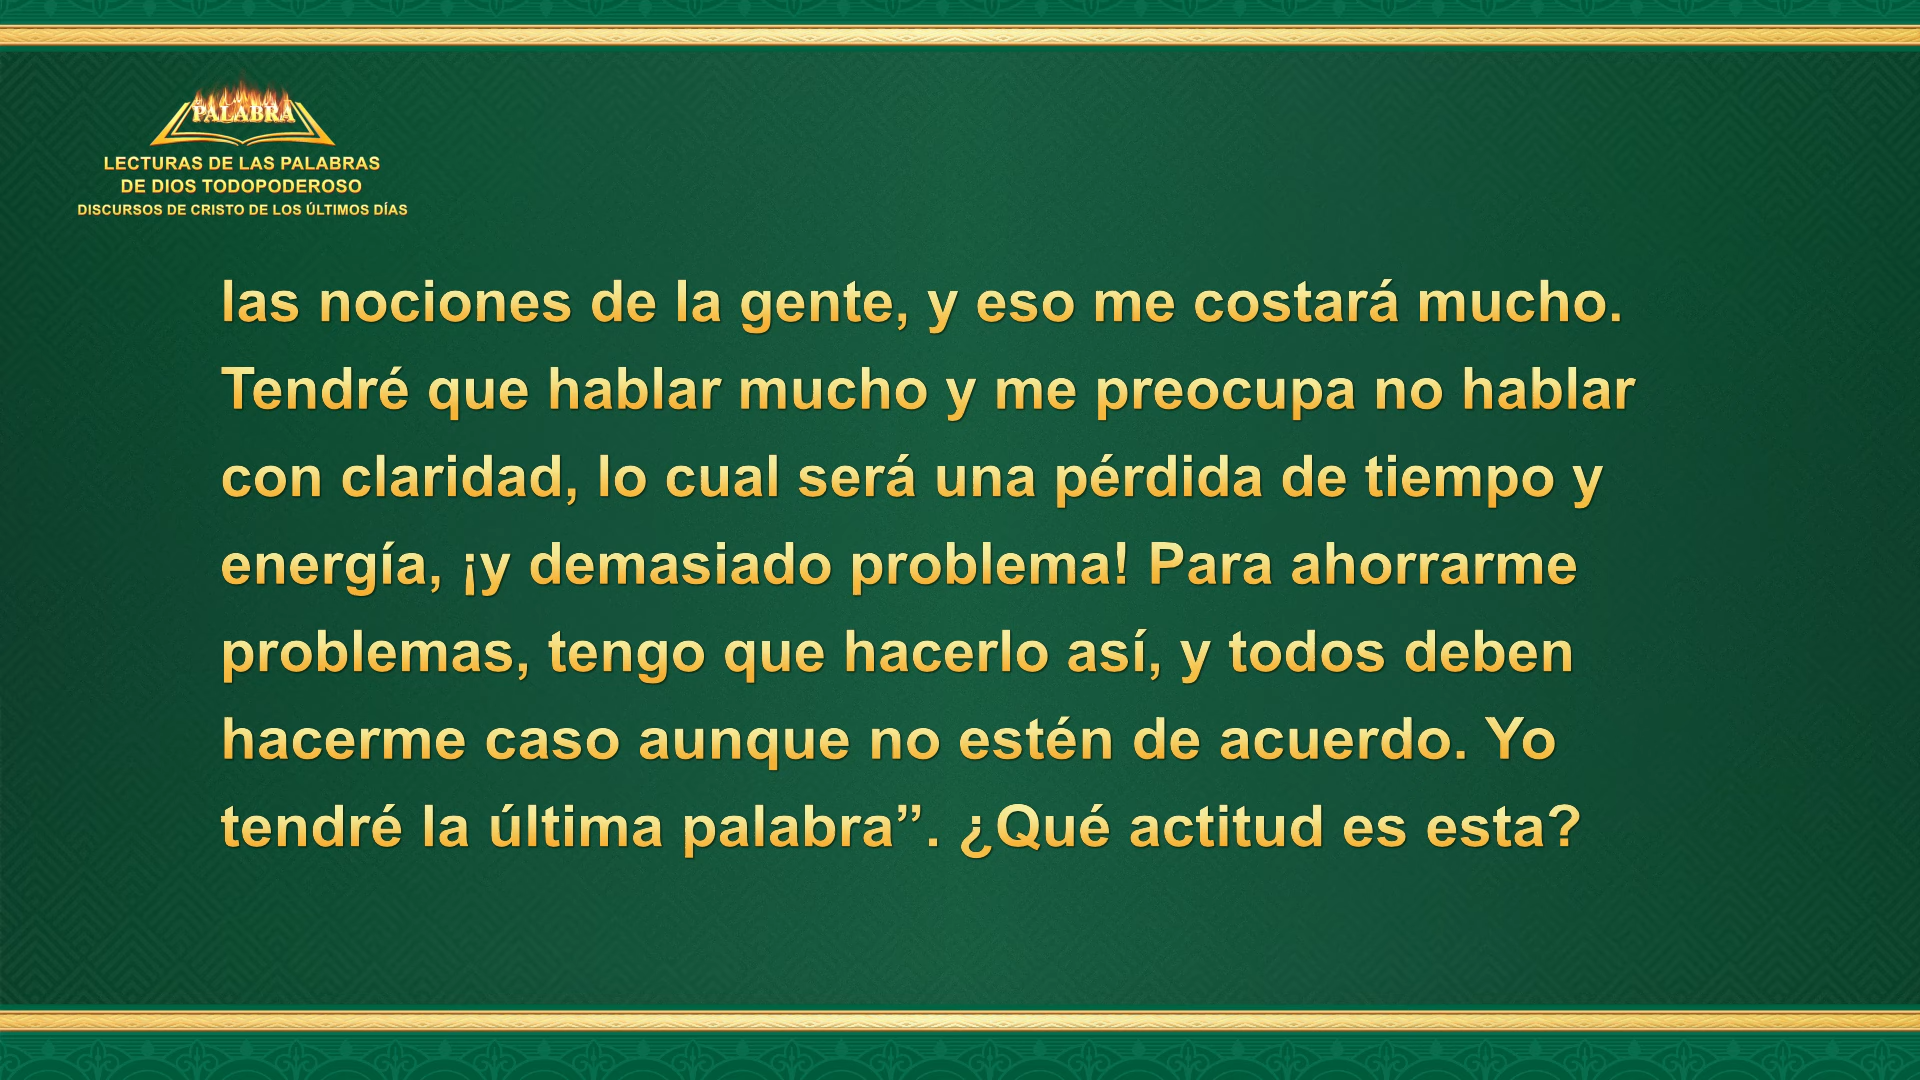 PALABRA
LECTURAS DE LAS PALABRAS
DE DIOS TODOPODEROSO
DISCURSOS DE CRISTO DE LOS ÚLTIMOS DÍAS
las nociones de la gente, y eso me costará mucho.
Tendré que hablar mucho y me preocupa no hablar
con claridad, lo cual será una pérdida de tiempo y
energía, ¡y demasiado problema! Para ahorrarme
problemas, tengo que hacerlo así, y todos deben
hacerme caso aunque no estén de acuerdo. Yo
tendré la última palabra”. ¿Qué actitud es esta?